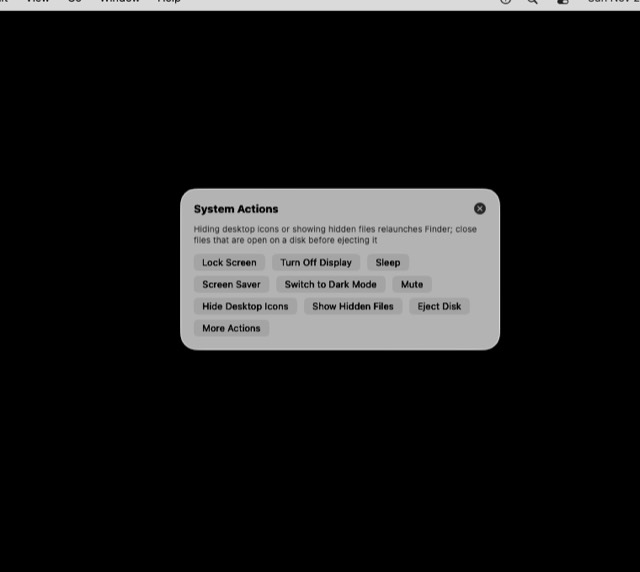 View Go Window Help
System Actions
Hiding desktop icons or showing hidden files relaunches Finder; close
files that are open on a disk before ejecting it
Lock Screen Turn Off Display Sleep
Screen Saver Switch to Dark Mode Mute
Hide Desktop Icons Show Hidden Files Eject Disk
More Actions